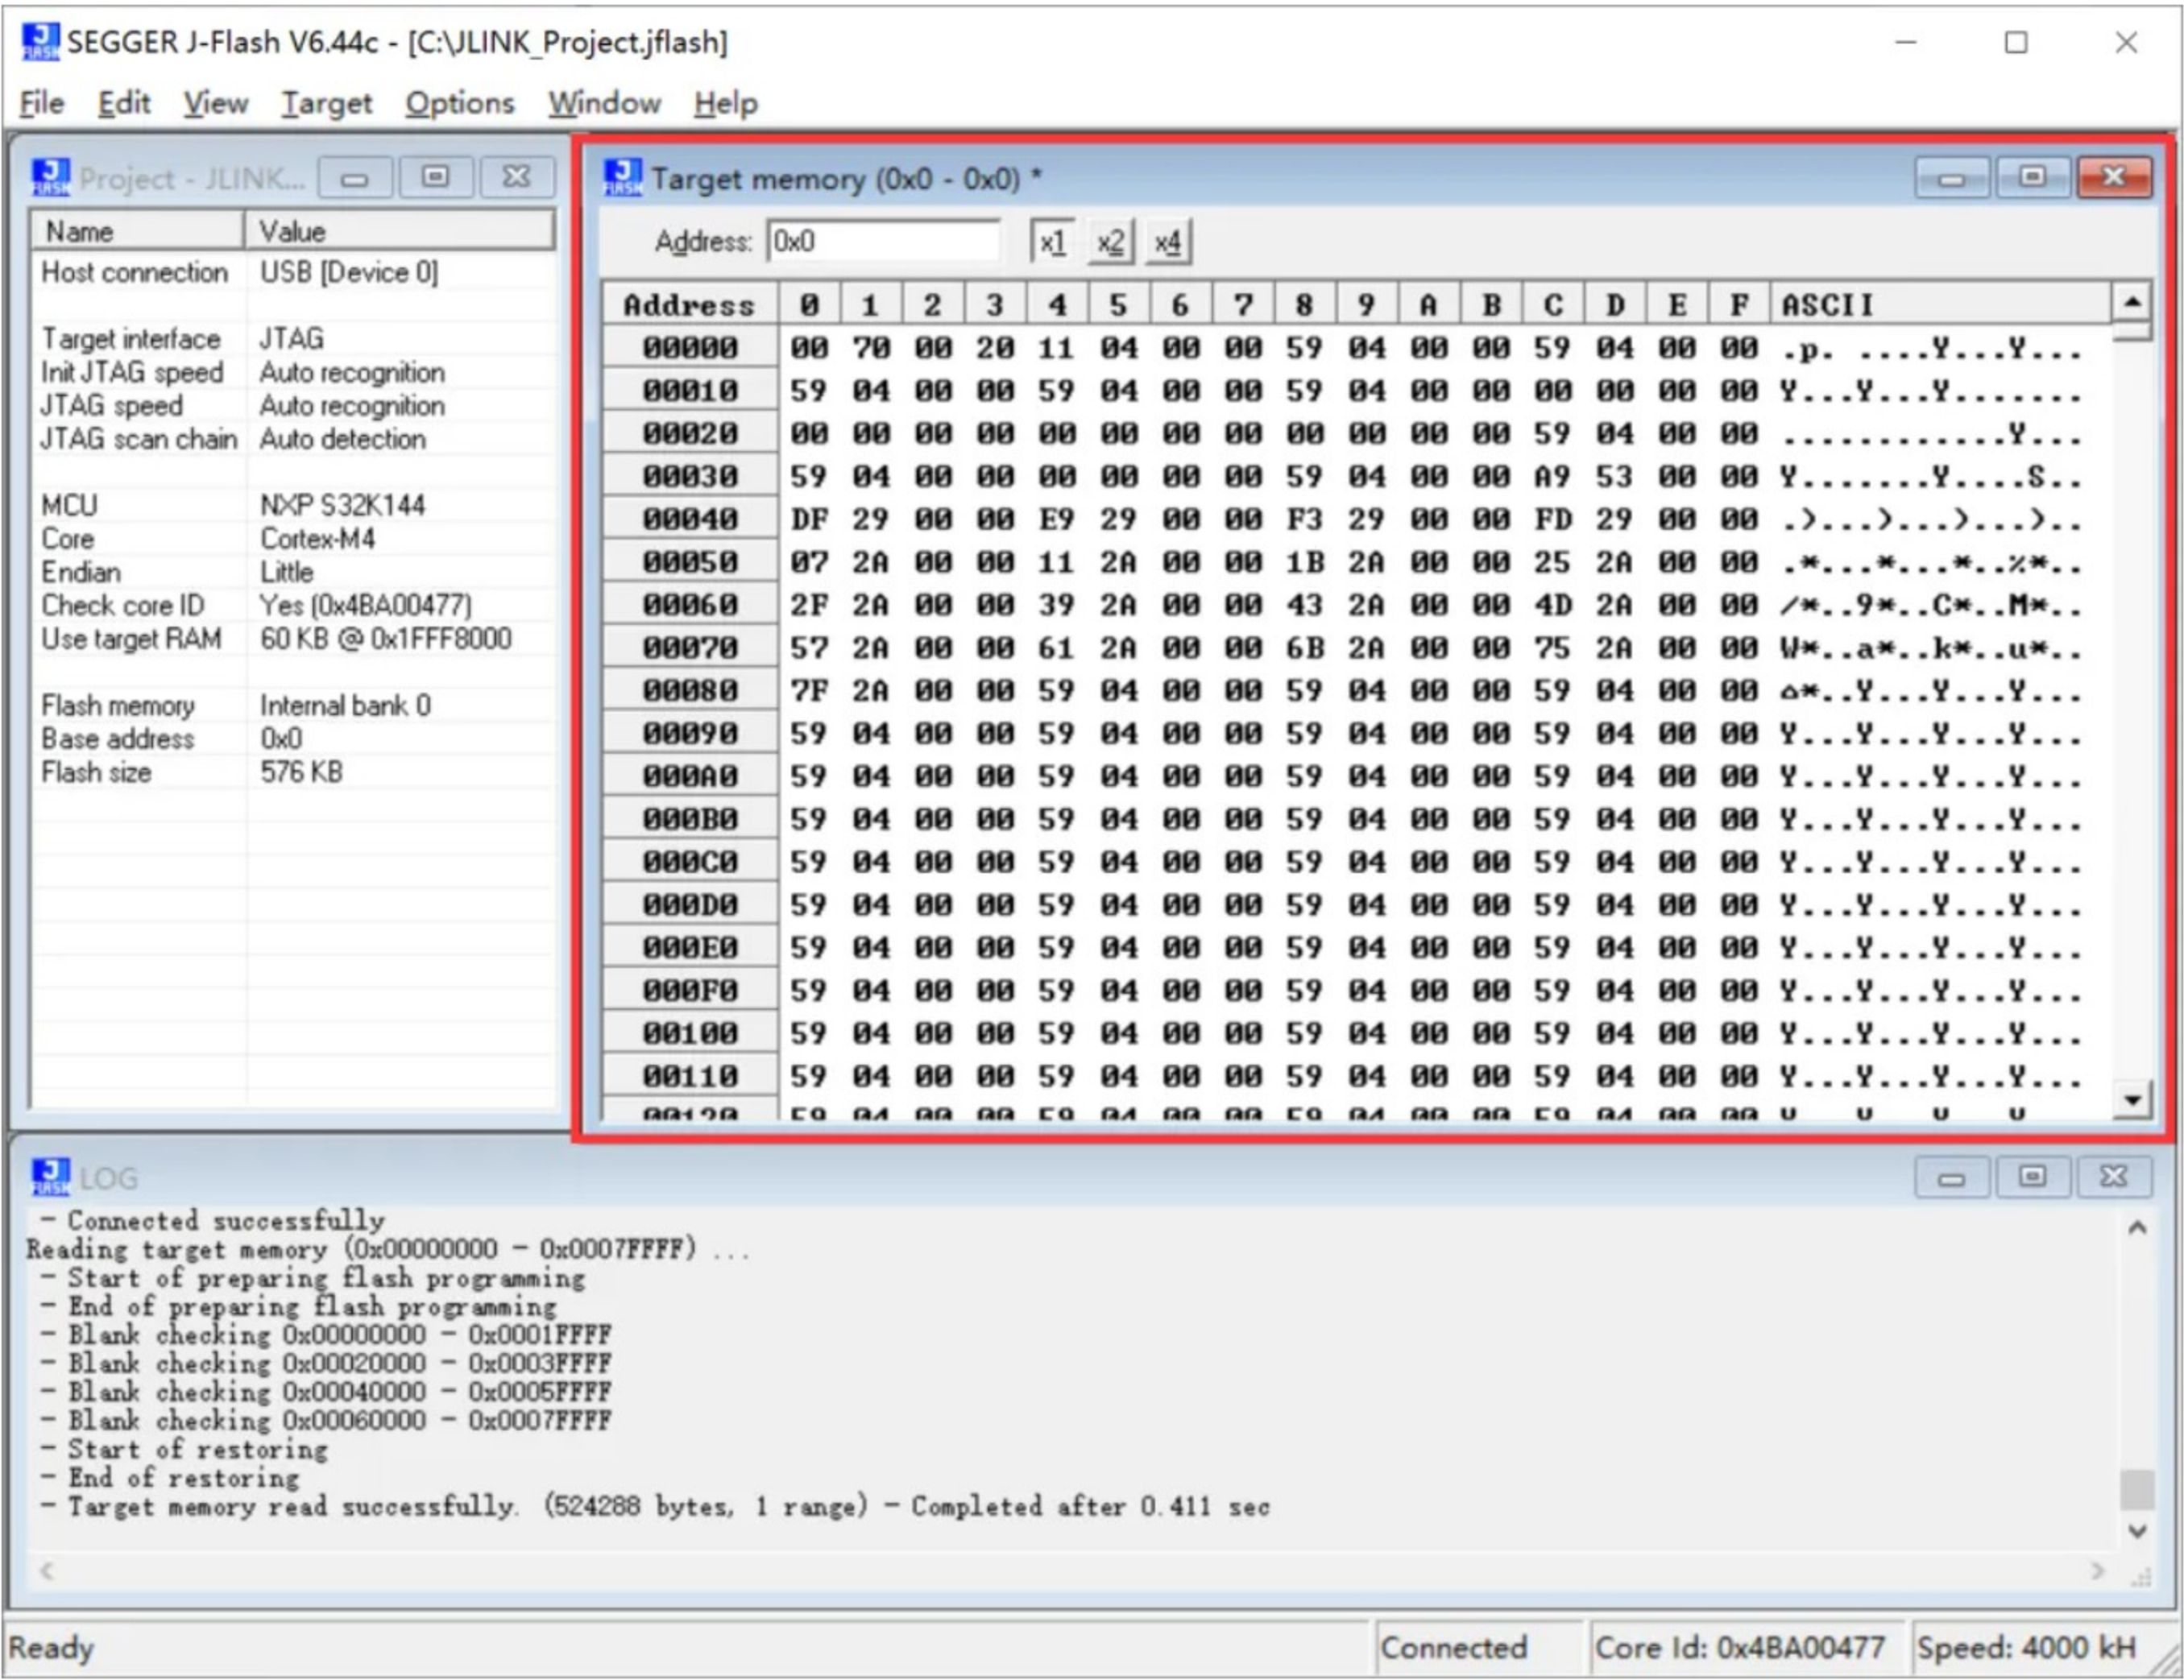 SEGGER J-Flash V6.44c - [C:\JLINK_Project.jflash]
File Edit View Target Options Window Help
Project - JLINK...
Name Value
Host connection USB [Device 0]
Target interface JTAG
Init JTAG speed Auto recognition
JTAG speed Auto recognition
JTAG scan chain Auto detection
MCU NXP S32K144
Core Cortex-M4
Endian Little
Check core ID Yes (0x4BA00477)
Use target RAM 60 KB @ 0x1FFF8000
Flash memory Internal bank 0
Base address 0x0
Flash size 576 KB
Target memory (0x0 - 0x0) *
Address: 0x0 x1 x2 x4
Address 0 1 2 3 4 5 6 7 8 9 A B C D E F ASCII
00000 00 70 00 20 11 04 00 00 59 04 00 00 59 04 00 00 .p. ....Y...Y...
00010 59 04 00 00 59 04 00 00 59 04 00 00 00 00 00 00 Y...Y...Y.......
00020 00 00 00 00 00 00 00 00 00 00 00 00 59 04 00 00 ............Y...
00030 59 04 00 00 00 00 00 00 59 04 00 00 A9 53 00 00 Y.......Y....S..
00040 DF 29 00 00 E9 29 00 00 F3 29 00 00 FD 29 00 00 .)...)...)...)..
00050 07 2A 00 00 11 2A 00 00 1B 2A 00 00 25 2A 00 00 .*...*...*..%*..
00060 2F 2A 00 00 39 2A 00 00 43 2A 00 00 4D 2A 00 00 /*..9*..C*..M*..
00070 57 2A 00 00 61 2A 00 00 6B 2A 00 00 75 2A 00 00 W*..a*..k*..u*..
00080 7F 2A 00 00 59 04 00 00 59 04 00 00 59 04 00 00 ⌂*..Y...Y...Y...
00090 59 04 00 00 59 04 00 00 59 04 00 00 59 04 00 00 Y...Y...Y...Y...
000A0 59 04 00 00 59 04 00 00 59 04 00 00 59 04 00 00 Y...Y...Y...Y...
000B0 59 04 00 00 59 04 00 00 59 04 00 00 59 04 00 00 Y...Y...Y...Y...
000C0 59 04 00 00 59 04 00 00 59 04 00 00 59 04 00 00 Y...Y...Y...Y...
000D0 59 04 00 00 59 04 00 00 59 04 00 00 59 04 00 00 Y...Y...Y...Y...
000E0 59 04 00 00 59 04 00 00 59 04 00 00 59 04 00 00 Y...Y...Y...Y...
000F0 59 04 00 00 59 04 00 00 59 04 00 00 59 04 00 00 Y...Y...Y...Y...
00100 59 04 00 00 59 04 00 00 59 04 00 00 59 04 00 00 Y...Y...Y...Y...
00110 59 04 00 00 59 04 00 00 59 04 00 00 59 04 00 00 Y...Y...Y...Y...
LOG
- Connected successfully
Reading target memory (0x00000000 - 0x0007FFFF) ...
- Start of preparing flash programming
- End of preparing flash programming
- Blank checking 0x00000000 - 0x0001FFFF
- Blank checking 0x00020000 - 0x0003FFFF
- Blank checking 0x00040000 - 0x0005FFFF
- Blank checking 0x00060000 - 0x0007FFFF
- Start of restoring
- End of restoring
- Target memory read successfully. (524288 bytes, 1 range) - Completed after 0.411 sec
Ready Connected Core Id: 0x4BA00477 Speed: 4000 kH